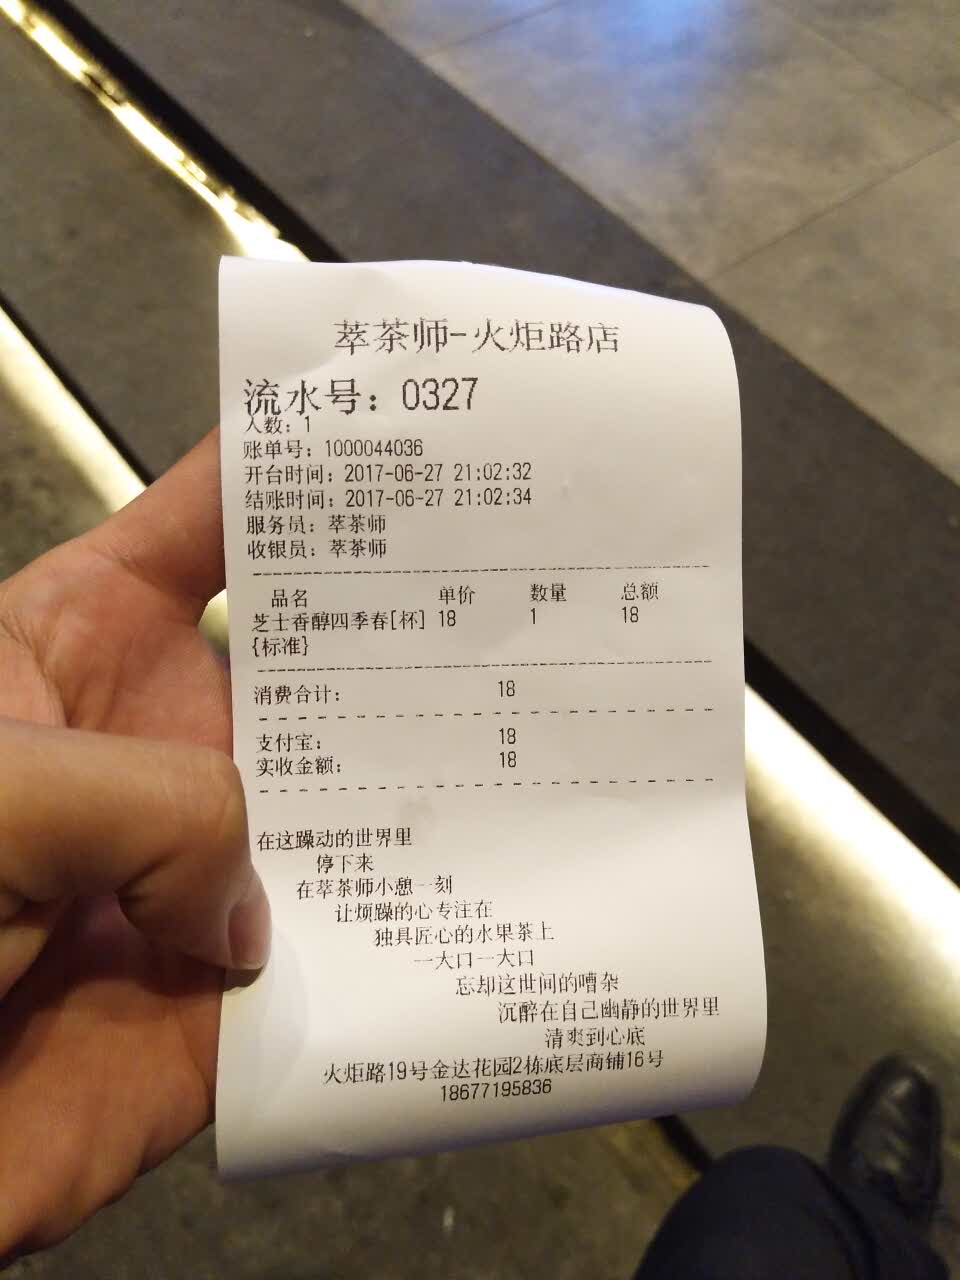 萃茶师-火炬路店
流水号：0327
人数：1
账单号：1000044036
开台时间：2017-06-27 21:02:32
结账时间：2017-06-27 21:02:34
服务员：萃茶师
收银员：萃茶师
品名 单价 数量 总额
芝士香醇四季春[杯] 18 1 18
{标准}
消费合计： 18
支付宝： 18
实收金额： 18
在这躁动的世界里
停下来
在萃茶师小憩一刻
让烦躁的心专注在
独具匠心的水果茶上
一大口一大口
忘却这世间的嘈杂
沉醉在自己幽静的世界里
清爽到心底
火炬路19号金达花园2栋底层商铺16号
18677195836